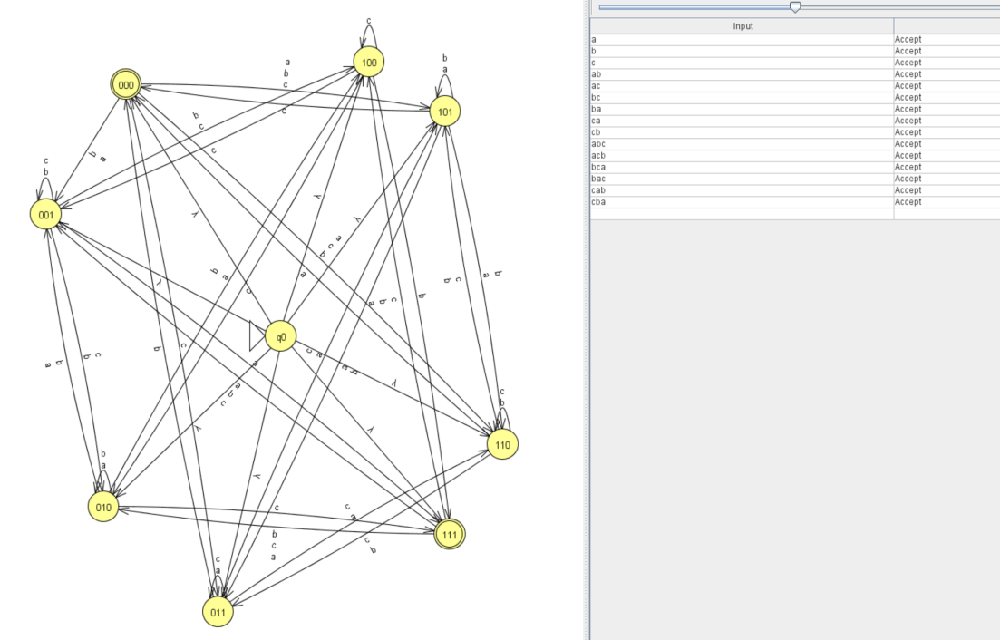 c
100
b
a
101
000
a
b
c
c
b
c
c
b
a
c
b
001
λ
λ
λ
a
c
b
b
a
c
a
λ
a
b
c
b
b
c
a
b
b
c
a
b
b
c
q0
c
a
a
b
λ
a
a
b
c
c
b
110
λ
λ
b
a
010
λ
c
c
a
111
b
c
a
c
b
c
a
011
Input
a Accept
b Accept
c Accept
ab Accept
ac Accept
bc Accept
ba Accept
ca Accept
cb Accept
abc Accept
acb Accept
bca Accept
bac Accept
cab Accept
cba Accept